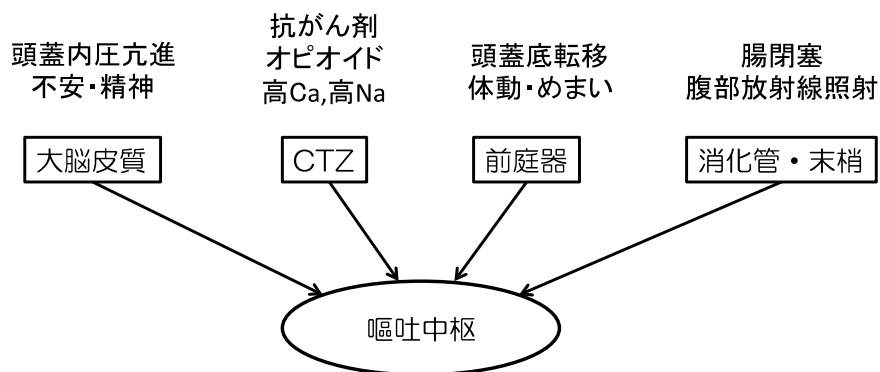 頭蓋内圧亢進
不安・精神
抗がん剤
オピオイド
高Ca,高Na
頭蓋底転移
体動・めまい
腸閉塞
腹部放射線照射
大脳皮質
CTZ
前庭器
消化管・末梢
嘔吐中枢